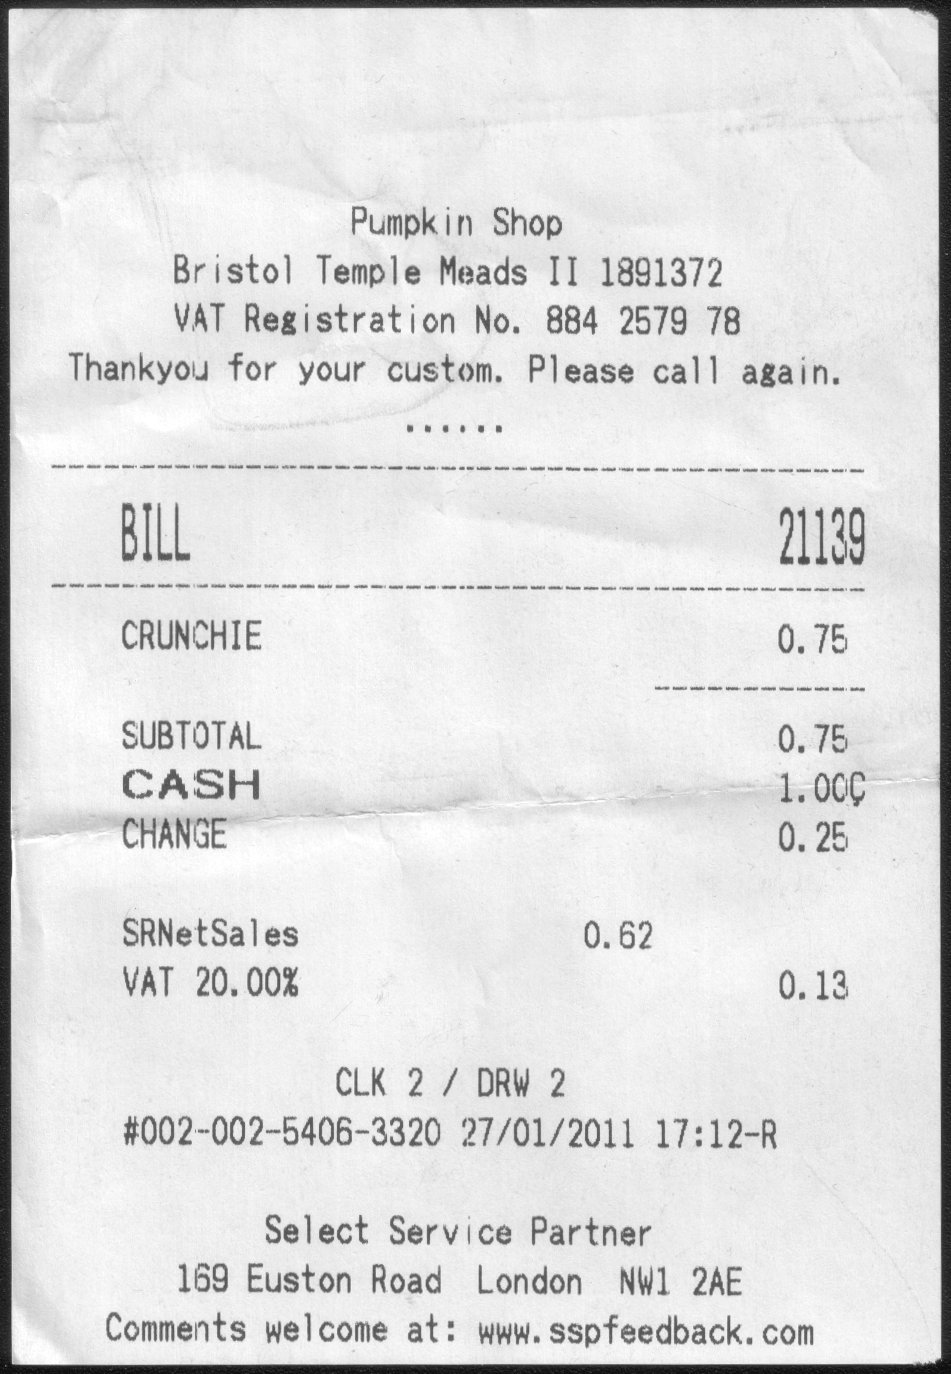 Pumpkin Shop
Bristol Temple Meads II 1891372
VAT Registration No. 884 2579 78
Thankyou for your custom. Please call again.
......
BILL 21139
CRUNCHIE 0.75
SUBTOTAL 0.75
CASH 1.00Ç
CHANGE 0.25
SRNetSales 0.62
VAT 20.00% 0.13
CLK 2 / DRW 2
#002-002-5406-3320 27/01/2011 17:12-R
Select Service Partner
169 Euston Road London NW1 2AE
Comments welcome at: www.sspfeedback.com